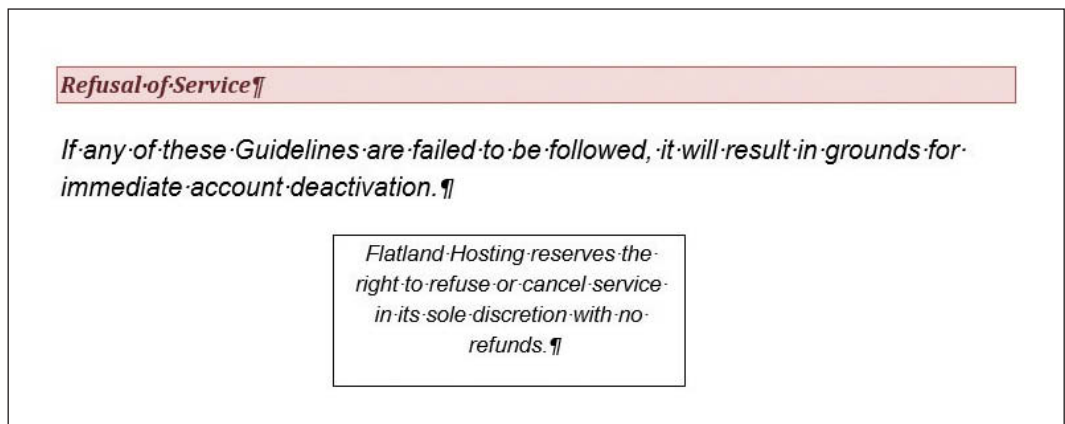 Refusal·of·Service¶
If·any·of·these·Guidelines·are·failed·to·be·followed,·it·will·result·in·grounds·for·
immediate·account·deactivation.¶
Flatland·Hosting·reserves·the·
right·to·refuse·or·cancel·service·
in·its·sole·discretion·with·no·
refunds.¶